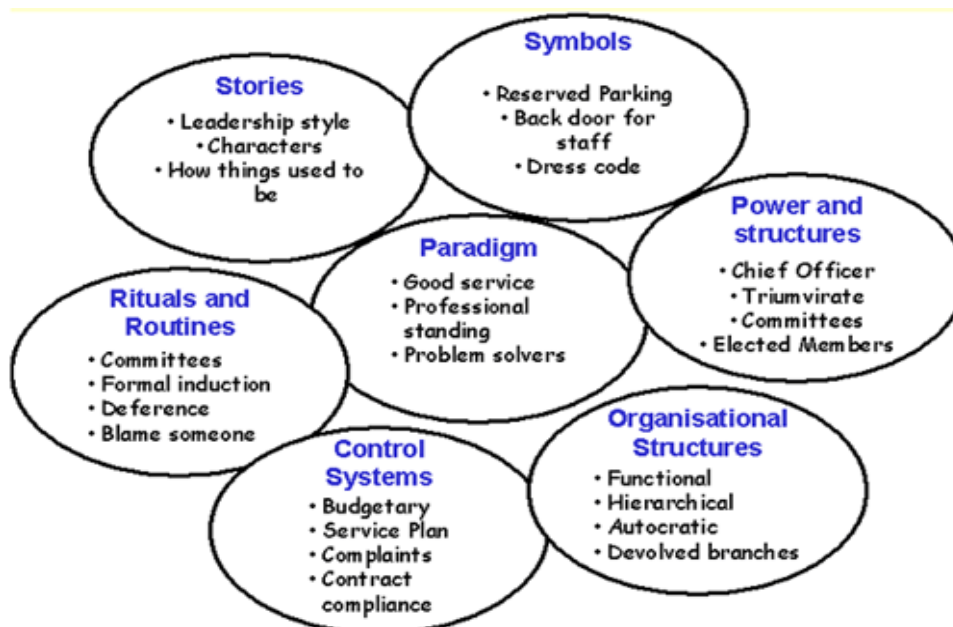 Symbols
• Reserved Parking
• Back door for
staff
• Dress code
Stories
• Leadership style
• Characters
• How things used to
be
Power and
structures
• Chief Officer
• Triumvirate
• Committees
• Elected Members
Paradigm
• Good service
• Professional
standing
• Problem solvers
Rituals and
Routines
• Committees
• Formal induction
• Deference
• Blame someone
Organisational
Structures
• Functional
• Hierarchical
• Autocratic
• Devolved branches
Control
Systems
• Budgetary
• Service Plan
• Complaints
• Contract
compliance